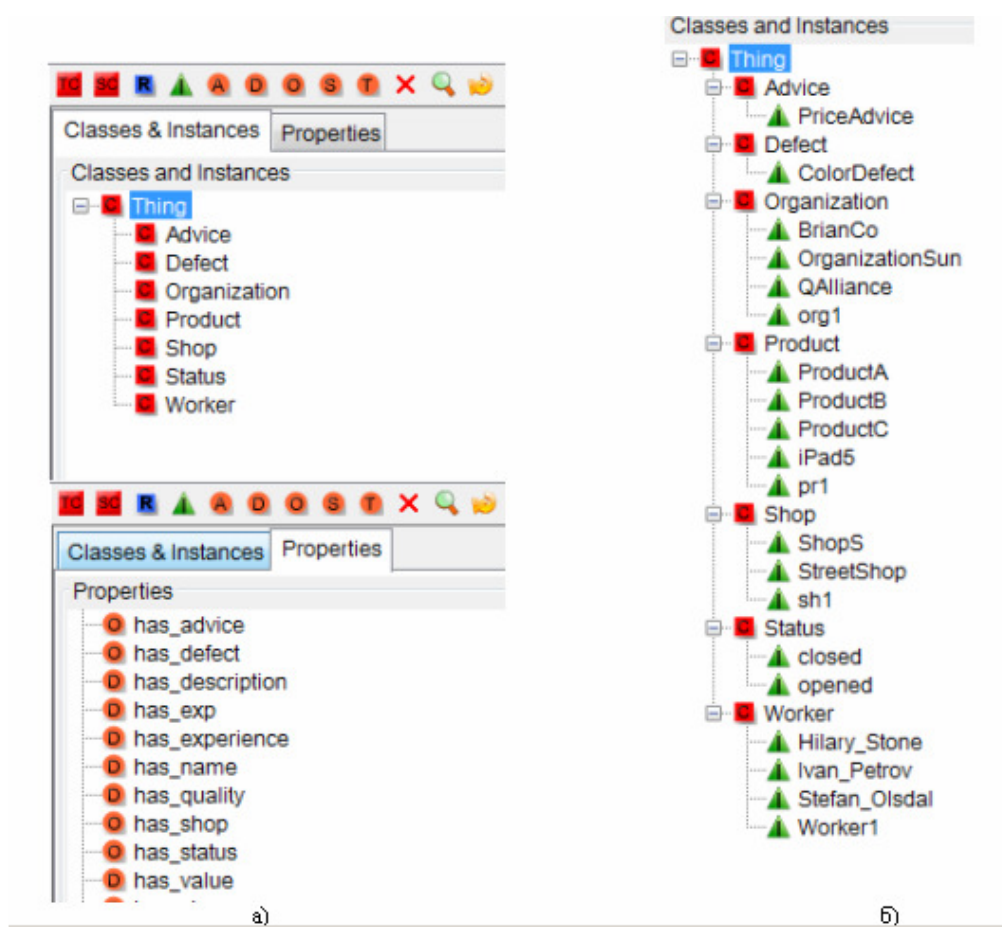 TC SC R I A D O S T
Classes & Instances Properties
Classes and Instances
C Thing
C Advice
C Defect
C Organization
C Product
C Shop
C Status
C Worker
TC SC R I A D O S T
Classes & Instances Properties
Properties
O has_advice
O has_defect
D has_description
D has_exp
D has_experience
D has_name
D has_quality
O has_shop
O has_status
D has_value
а)
Classes and Instances
C Thing
C Advice
I PriceAdvice
C Defect
I ColorDefect
C Organization
I BrianCo
I OrganizationSun
I QAlliance
I org1
C Product
I ProductA
I ProductB
I ProductC
I iPad5
I pr1
C Shop
I ShopS
I StreetShop
I sh1
C Status
I closed
I opened
C Worker
I Hilary_Stone
I Ivan_Petrov
I Stefan_Olsdal
I Worker1
б)